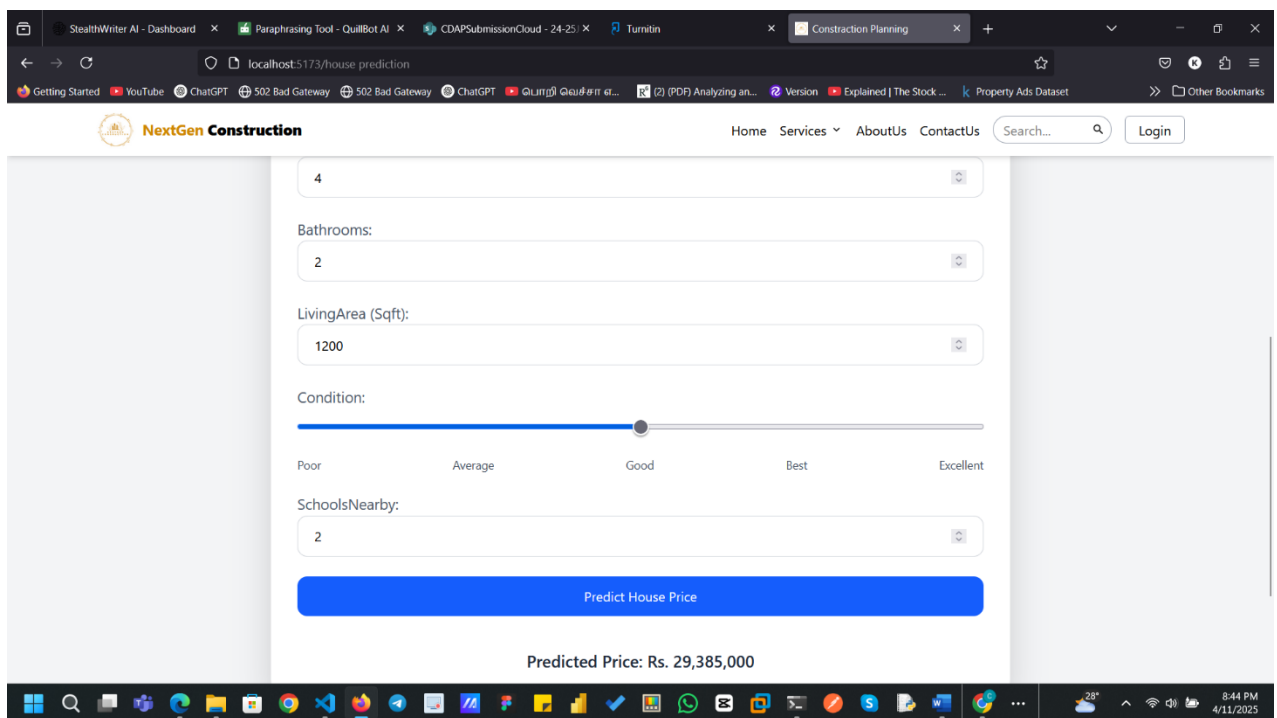 StealthWriter AI - Dashboard
Paraphrasing Tool - QuillBot AI
CDAPSubmissionCloud - 24-25J
Turnitin
Constraction Planning
localhost:5173/house prediction
Getting Started
YouTube
ChatGPT
502 Bad Gateway
502 Bad Gateway
ChatGPT
பொறி வெச்சா எ...
(2) (PDF) Analyzing an...
Version
Explained | The Stock ...
Property Ads Dataset
Other Bookmarks
NextGen Construction
Home
Services
AboutUs
ContactUs
Search...
Login
4
Bathrooms:
2
LivingArea (Sqft):
1200
Condition:
Poor
Average
Good
Best
Excellent
SchoolsNearby:
2
Predict House Price
Predicted Price: Rs. 29,385,000
28°
8:44 PM
4/11/2025